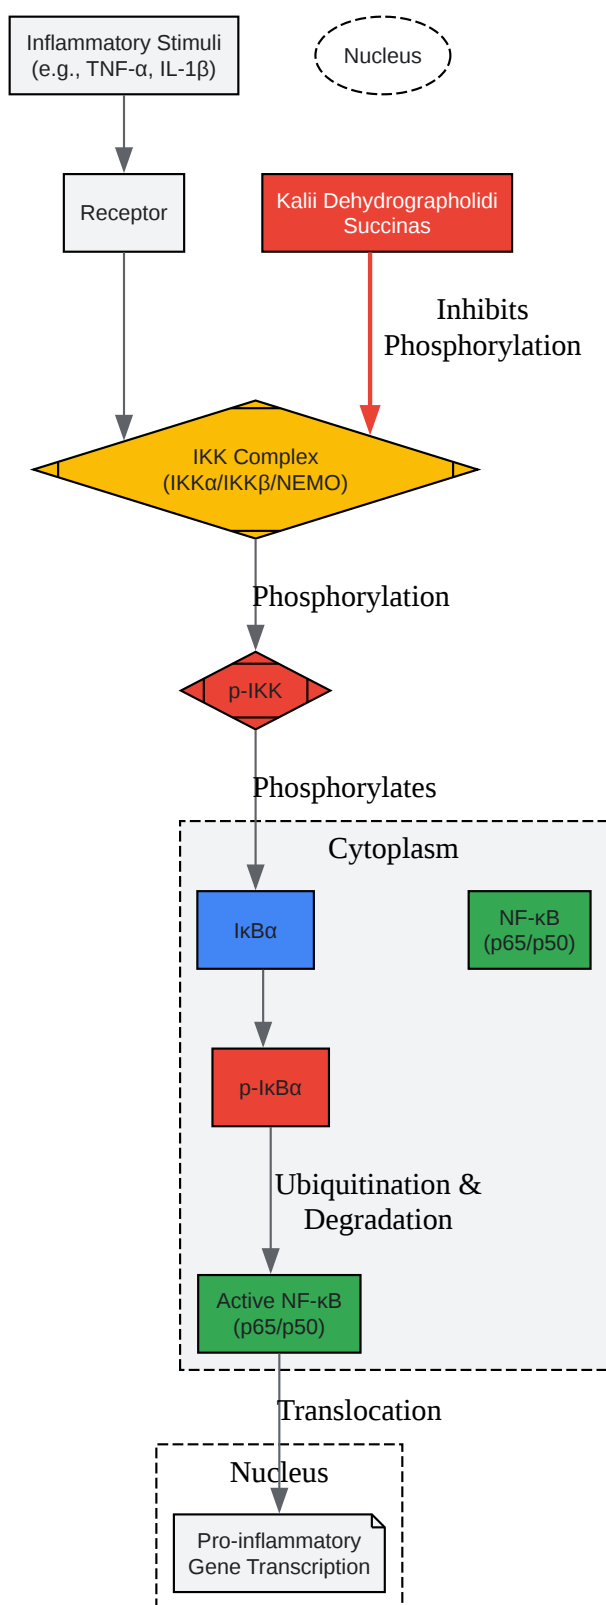 Inflammatory Stimuli
(e.g., TNF-α, IL-1β)
Nucleus
Receptor
Kalii Dehydrographolidi
Succinas
Inhibits
Phosphorylation
IKK Complex
(IKKα/IKKβ/NEMO)
Phosphorylation
p-IKK
Phosphorylates
Cytoplasm
IκBα
NF-κB
(p65/p50)
p-IκBα
Ubiquitination &
Degradation
Active NF-κB
(p65/p50)
Translocation
Nucleus
Pro-inflammatory
Gene Transcription